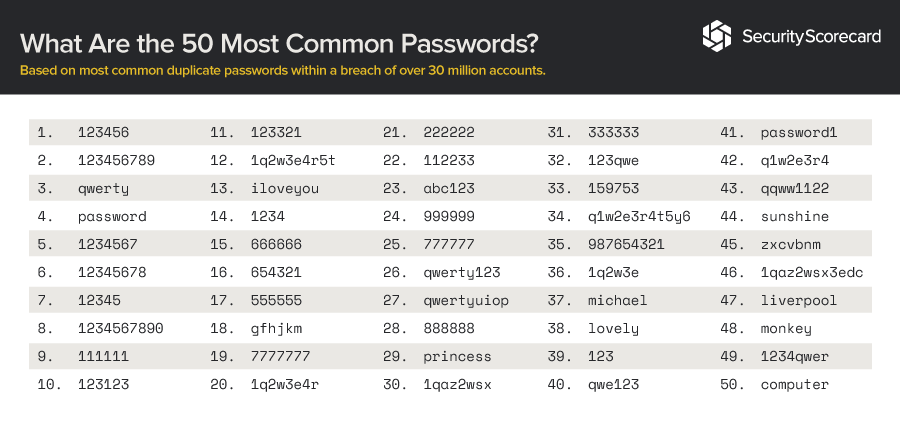 What Are the 50 Most Common Passwords?
SecurityScorecard
Based on most common duplicate passwords within a breach of over 30 million accounts.
1. 123456 11. 123321 21. 222222 31. 333333 41. password1
2. 123456789 12. 1q2w3e4r5t 22. 112233 32. 123qwe 42. q1w2e3r4
3. qwerty 13. iloveyou 23. abc123 33. 159753 43. qqww1122
4. password 14. 1234 24. 999999 34. q1w2e3r4t5y6 44. sunshine
5. 1234567 15. 666666 25. 777777 35. 987654321 45. zxcvbnm
6. 12345678 16. 654321 26. qwerty123 36. 1q2w3e 46. 1qaz2wsx3edc
7. 12345 17. 555555 27. qwertyuiop 37. michael 47. liverpool
8. 1234567890 18. gfhjkm 28. 888888 38. lovely 48. monkey
9. 111111 19. 7777777 29. princess 39. 123 49. 1234qwer
10. 123123 20. 1q2w3e4r 30. 1qaz2wsx 40. qwe123 50. computer